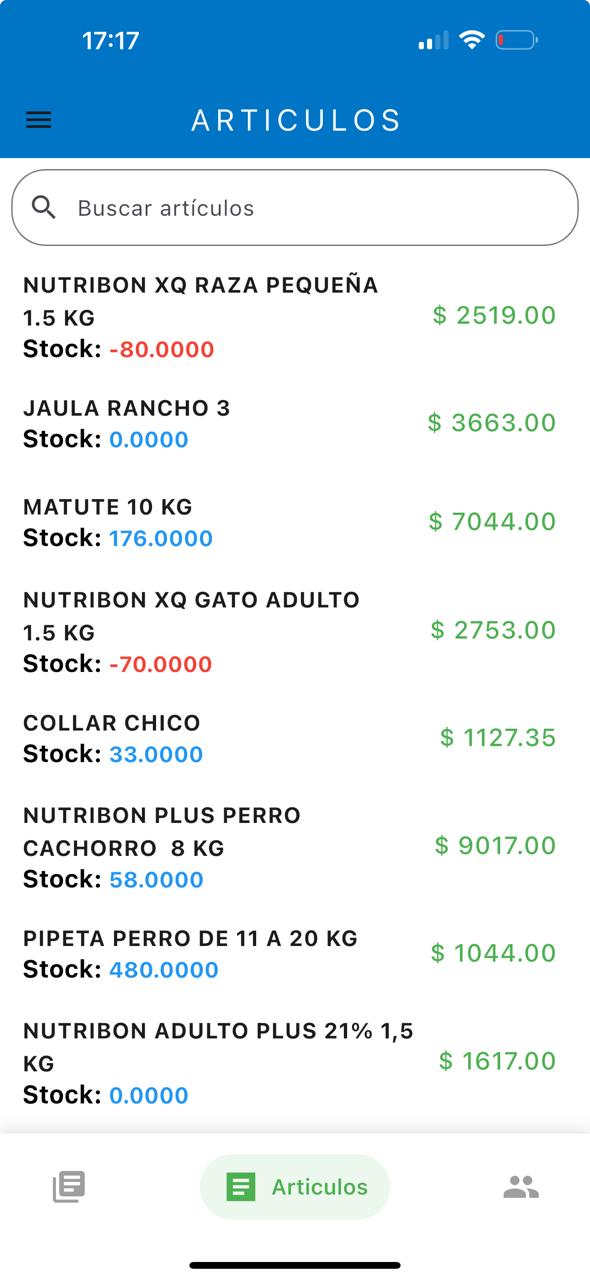 17:17
ARTICULOS
Buscar artículos
NUTRIBON XQ RAZA PEQUEÑA
1.5 KG
$ 2519.00
Stock: -80.0000
JAULA RANCHO 3
$ 3663.00
Stock: 0.0000
MATUTE 10 KG
$ 7044.00
Stock: 176.0000
NUTRIBON XQ GATO ADULTO
1.5 KG
$ 2753.00
Stock: -70.0000
COLLAR CHICO
$ 1127.35
Stock: 33.0000
NUTRIBON PLUS PERRO
CACHORRO  8 KG
$ 9017.00
Stock: 58.0000
PIPETA PERRO DE 11 A 20 KG
$ 1044.00
Stock: 480.0000
NUTRIBON ADULTO PLUS 21% 1,5
KG
$ 1617.00
Stock: 0.0000
Articulos